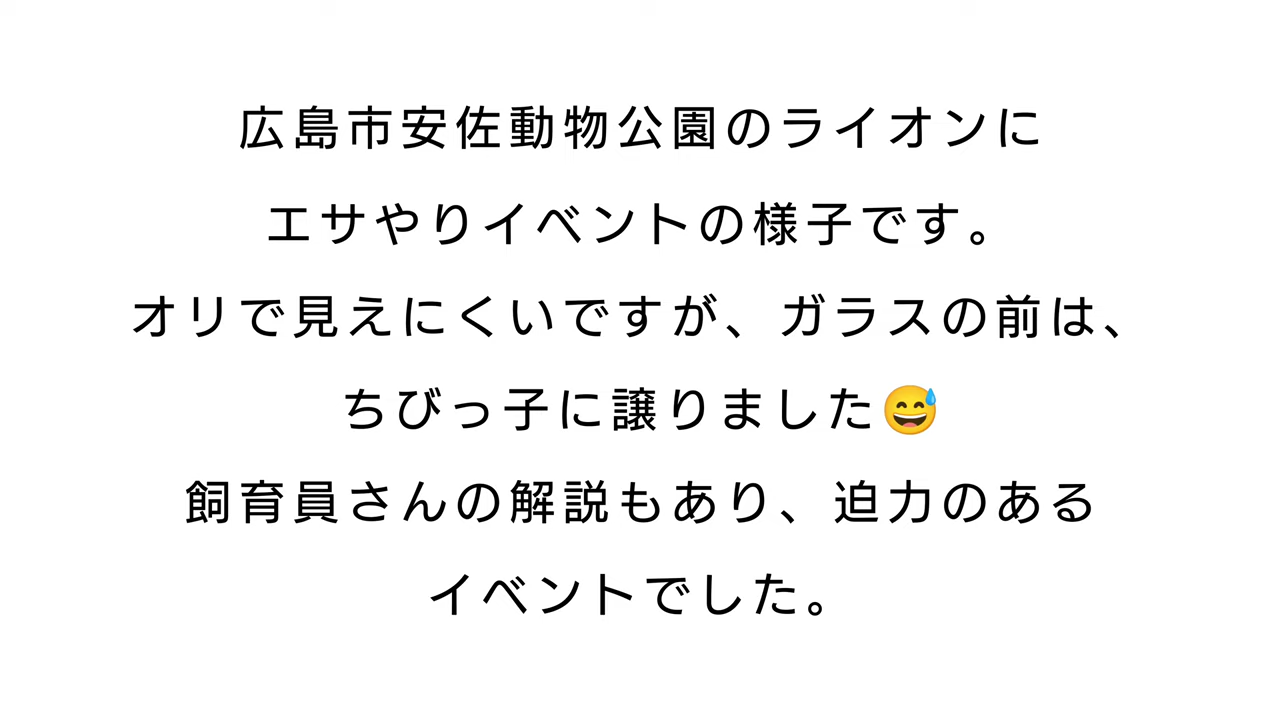 広島市安佐動物公園のライオンに
エサやりイベントの様子です。
オリで見えにくいですが、ガラスの前は、
ちびっ子に譲りました😅
飼育員さんの解説もあり、迫力のある
イベントでした。